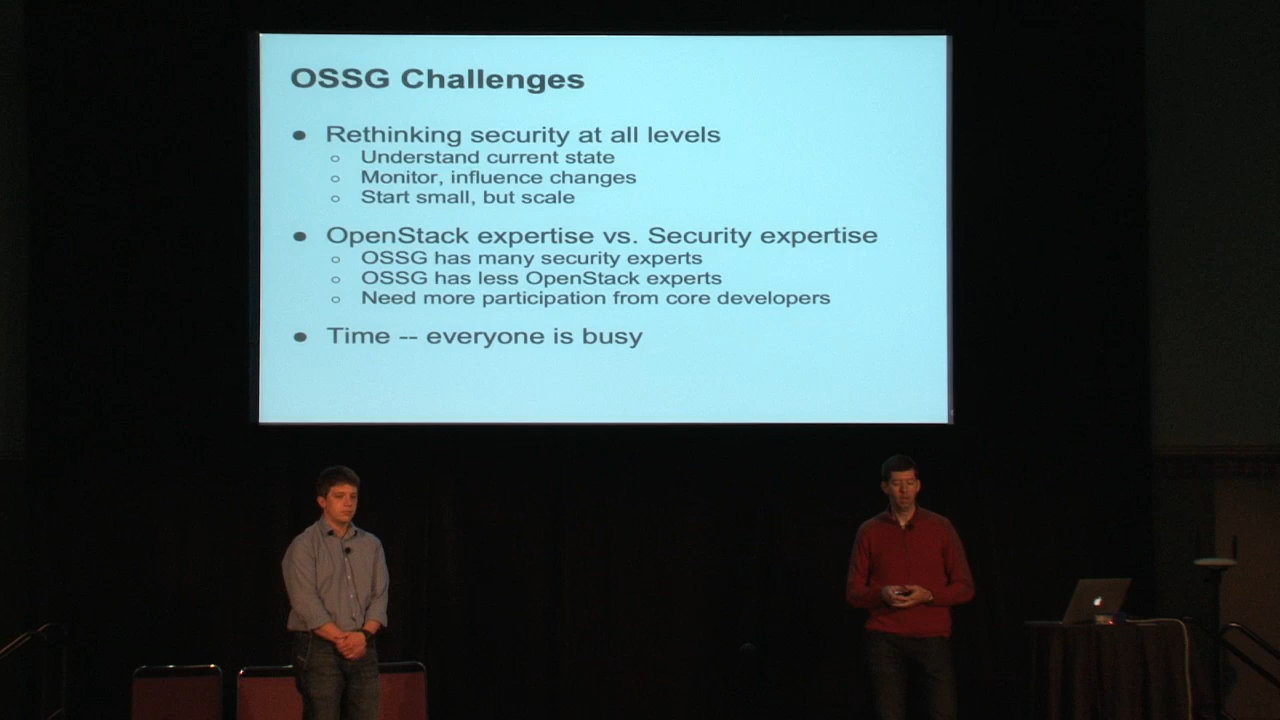 OSSG Challenges
● Rethinking security at all levels
○ Understand current state
○ Monitor, influence changes
○ Start small, but scale
● OpenStack expertise vs. Security expertise
○ OSSG has many security experts
○ OSSG has less OpenStack experts
○ Need more participation from core developers
● Time -- everyone is busy